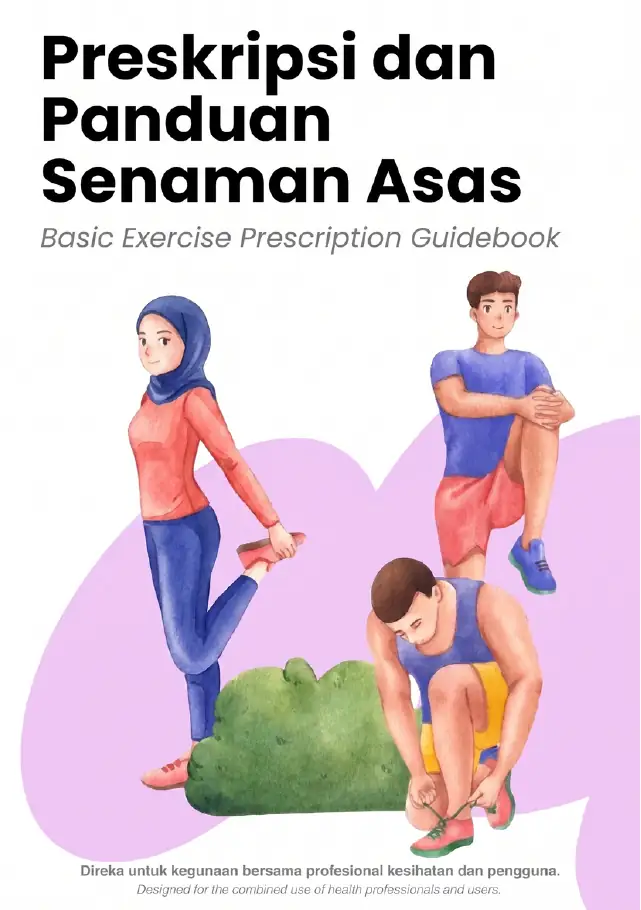 Preskripsi dan
Panduan
Senaman Asas
Basic Exercise Prescription Guidebook
Direka untuk kegunaan bersama profesional kesihatan dan pengguna.
Designed for the combined use of health professionals and users.